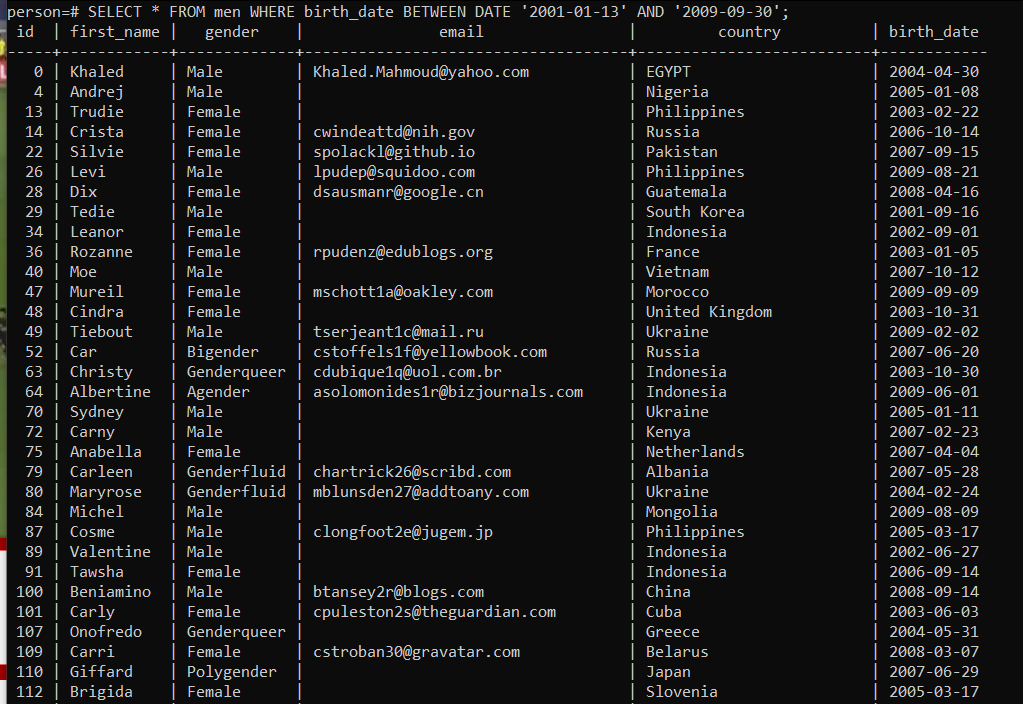 person=# SELECT * FROM men WHERE birth_date BETWEEN DATE '2001-01-13' AND '2009-09-30';
 id  | first_name |   gender    |               email                |         country          | birth_date
-----+------------+-------------+------------------------------------+--------------------------+------------
   0 | Khaled     | Male        | Khaled.Mahmoud@yahoo.com           | EGYPT                    | 2004-04-30
   4 | Andrej     | Male        |                                    | Nigeria                  | 2005-01-08
  13 | Trudie     | Female      |                                    | Philippines              | 2003-02-22
  14 | Crista     | Female      | cwindeattd@nih.gov                 | Russia                   | 2006-10-14
  22 | Silvie     | Female      | spolackl@github.io                 | Pakistan                 | 2007-09-15
  26 | Levi       | Male        | lpudep@squidoo.com                 | Philippines              | 2009-08-21
  28 | Dix        | Female      | dsausmanr@google.cn                | Guatemala                | 2008-04-16
  29 | Tedie      | Male        |                                    | South Korea              | 2001-09-16
  34 | Leanor     | Female      |                                    | Indonesia                | 2002-09-01
  36 | Rozanne    | Female      | rpudenz@edublogs.org               | France                   | 2003-01-05
  40 | Moe        | Male        |                                    | Vietnam                  | 2007-10-12
  47 | Mureil     | Female      | mschott1a@oakley.com               | Morocco                  | 2009-09-09
  48 | Cindra     | Female      |                                    | United Kingdom           | 2003-10-31
  49 | Tiebout    | Male        | tserjeant1c@mail.ru                | Ukraine                  | 2009-02-02
  52 | Car        | Bigender    | cstoffels1f@yellowbook.com         | Russia                   | 2007-06-20
  63 | Christy    | Genderqueer | cdubique1q@uol.com.br              | Indonesia                | 2003-10-30
  64 | Albertine  | Agender     | asolomonides1r@bizjournals.com     | Indonesia                | 2009-06-01
  70 | Sydney     | Male        |                                    | Ukraine                  | 2005-01-11
  72 | Carny      | Male        |                                    | Kenya                    | 2007-02-23
  75 | Anabella   | Female      |                                    | Netherlands              | 2007-04-04
  79 | Carleen    | Genderfluid | chartrick26@scribd.com             | Albania                  | 2007-05-28
  80 | Maryrose   | Genderfluid | mblunsden27@addtoany.com           | Ukraine                  | 2004-02-24
  84 | Michel     | Male        |                                    | Mongolia                 | 2009-08-09
  87 | Cosme      | Male        | clongfoot2e@jugem.jp               | Philippines              | 2005-03-17
  89 | Valentine  | Male        |                                    | Indonesia                | 2002-06-27
  91 | Tawsha     | Female      |                                    | Indonesia                | 2006-09-14
 100 | Beniamino  | Male        | btansey2r@blogs.com                | China                    | 2008-09-14
 101 | Carly      | Female      | cpuleston2s@theguardian.com        | Cuba                     | 2003-06-03
 107 | Onofredo   | Genderqueer |                                    | Greece                   | 2004-05-31
 109 | Carri      | Female      | cstroban30@gravatar.com            | Belarus                  | 2008-03-07
 110 | Giffard    | Polygender  |                                    | Japan                    | 2007-06-29
 112 | Brigida    | Female      |                                    | Slovenia                 | 2005-03-17